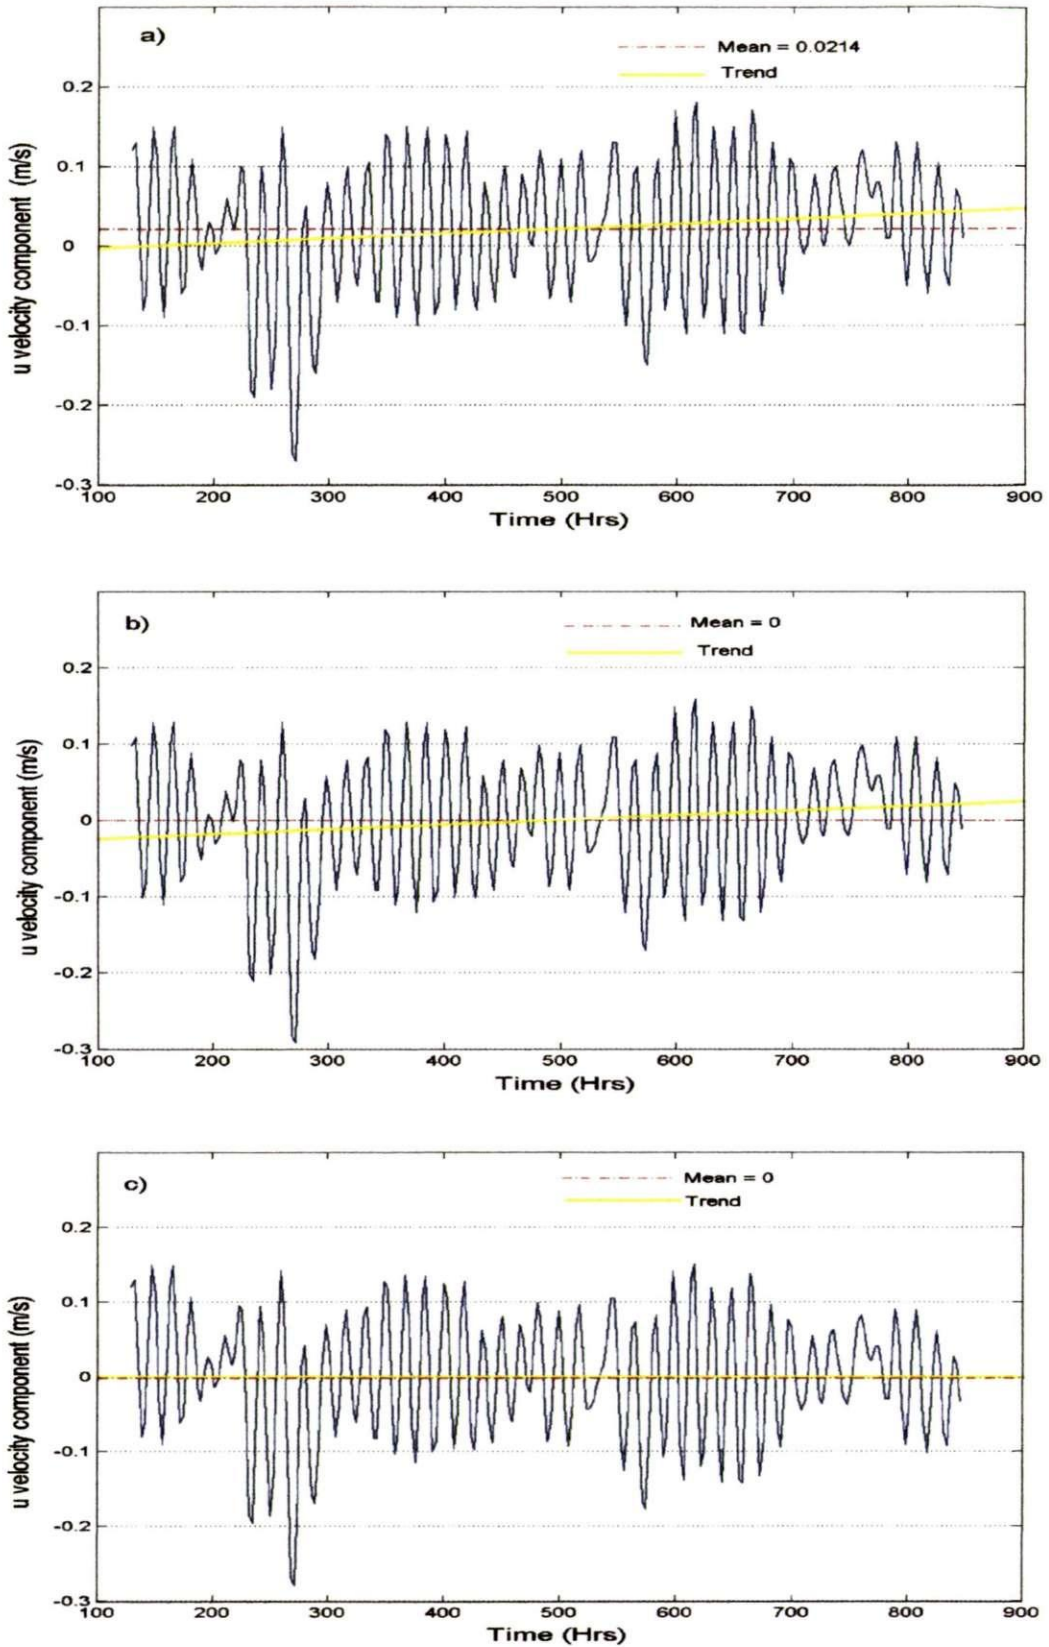 a)
Mean = 0.0214
Trend
0.2
0.1
0
-0.1
-0.2
-0.3
u velocity component (m/s)
100 200 300 400 500 600 700 800 900
Time (Hrs)
b)
Mean = 0
Trend
0.2
0.1
0
-0.1
-0.2
-0.3
u velocity component (m/s)
100 200 300 400 500 600 700 800 900
Time (Hrs)
c)
Mean = 0
Trend
0.2
0.1
0
-0.1
-0.2
-0.3
u velocity component (m/s)
100 200 300 400 500 600 700 800 900
Time (Hrs)